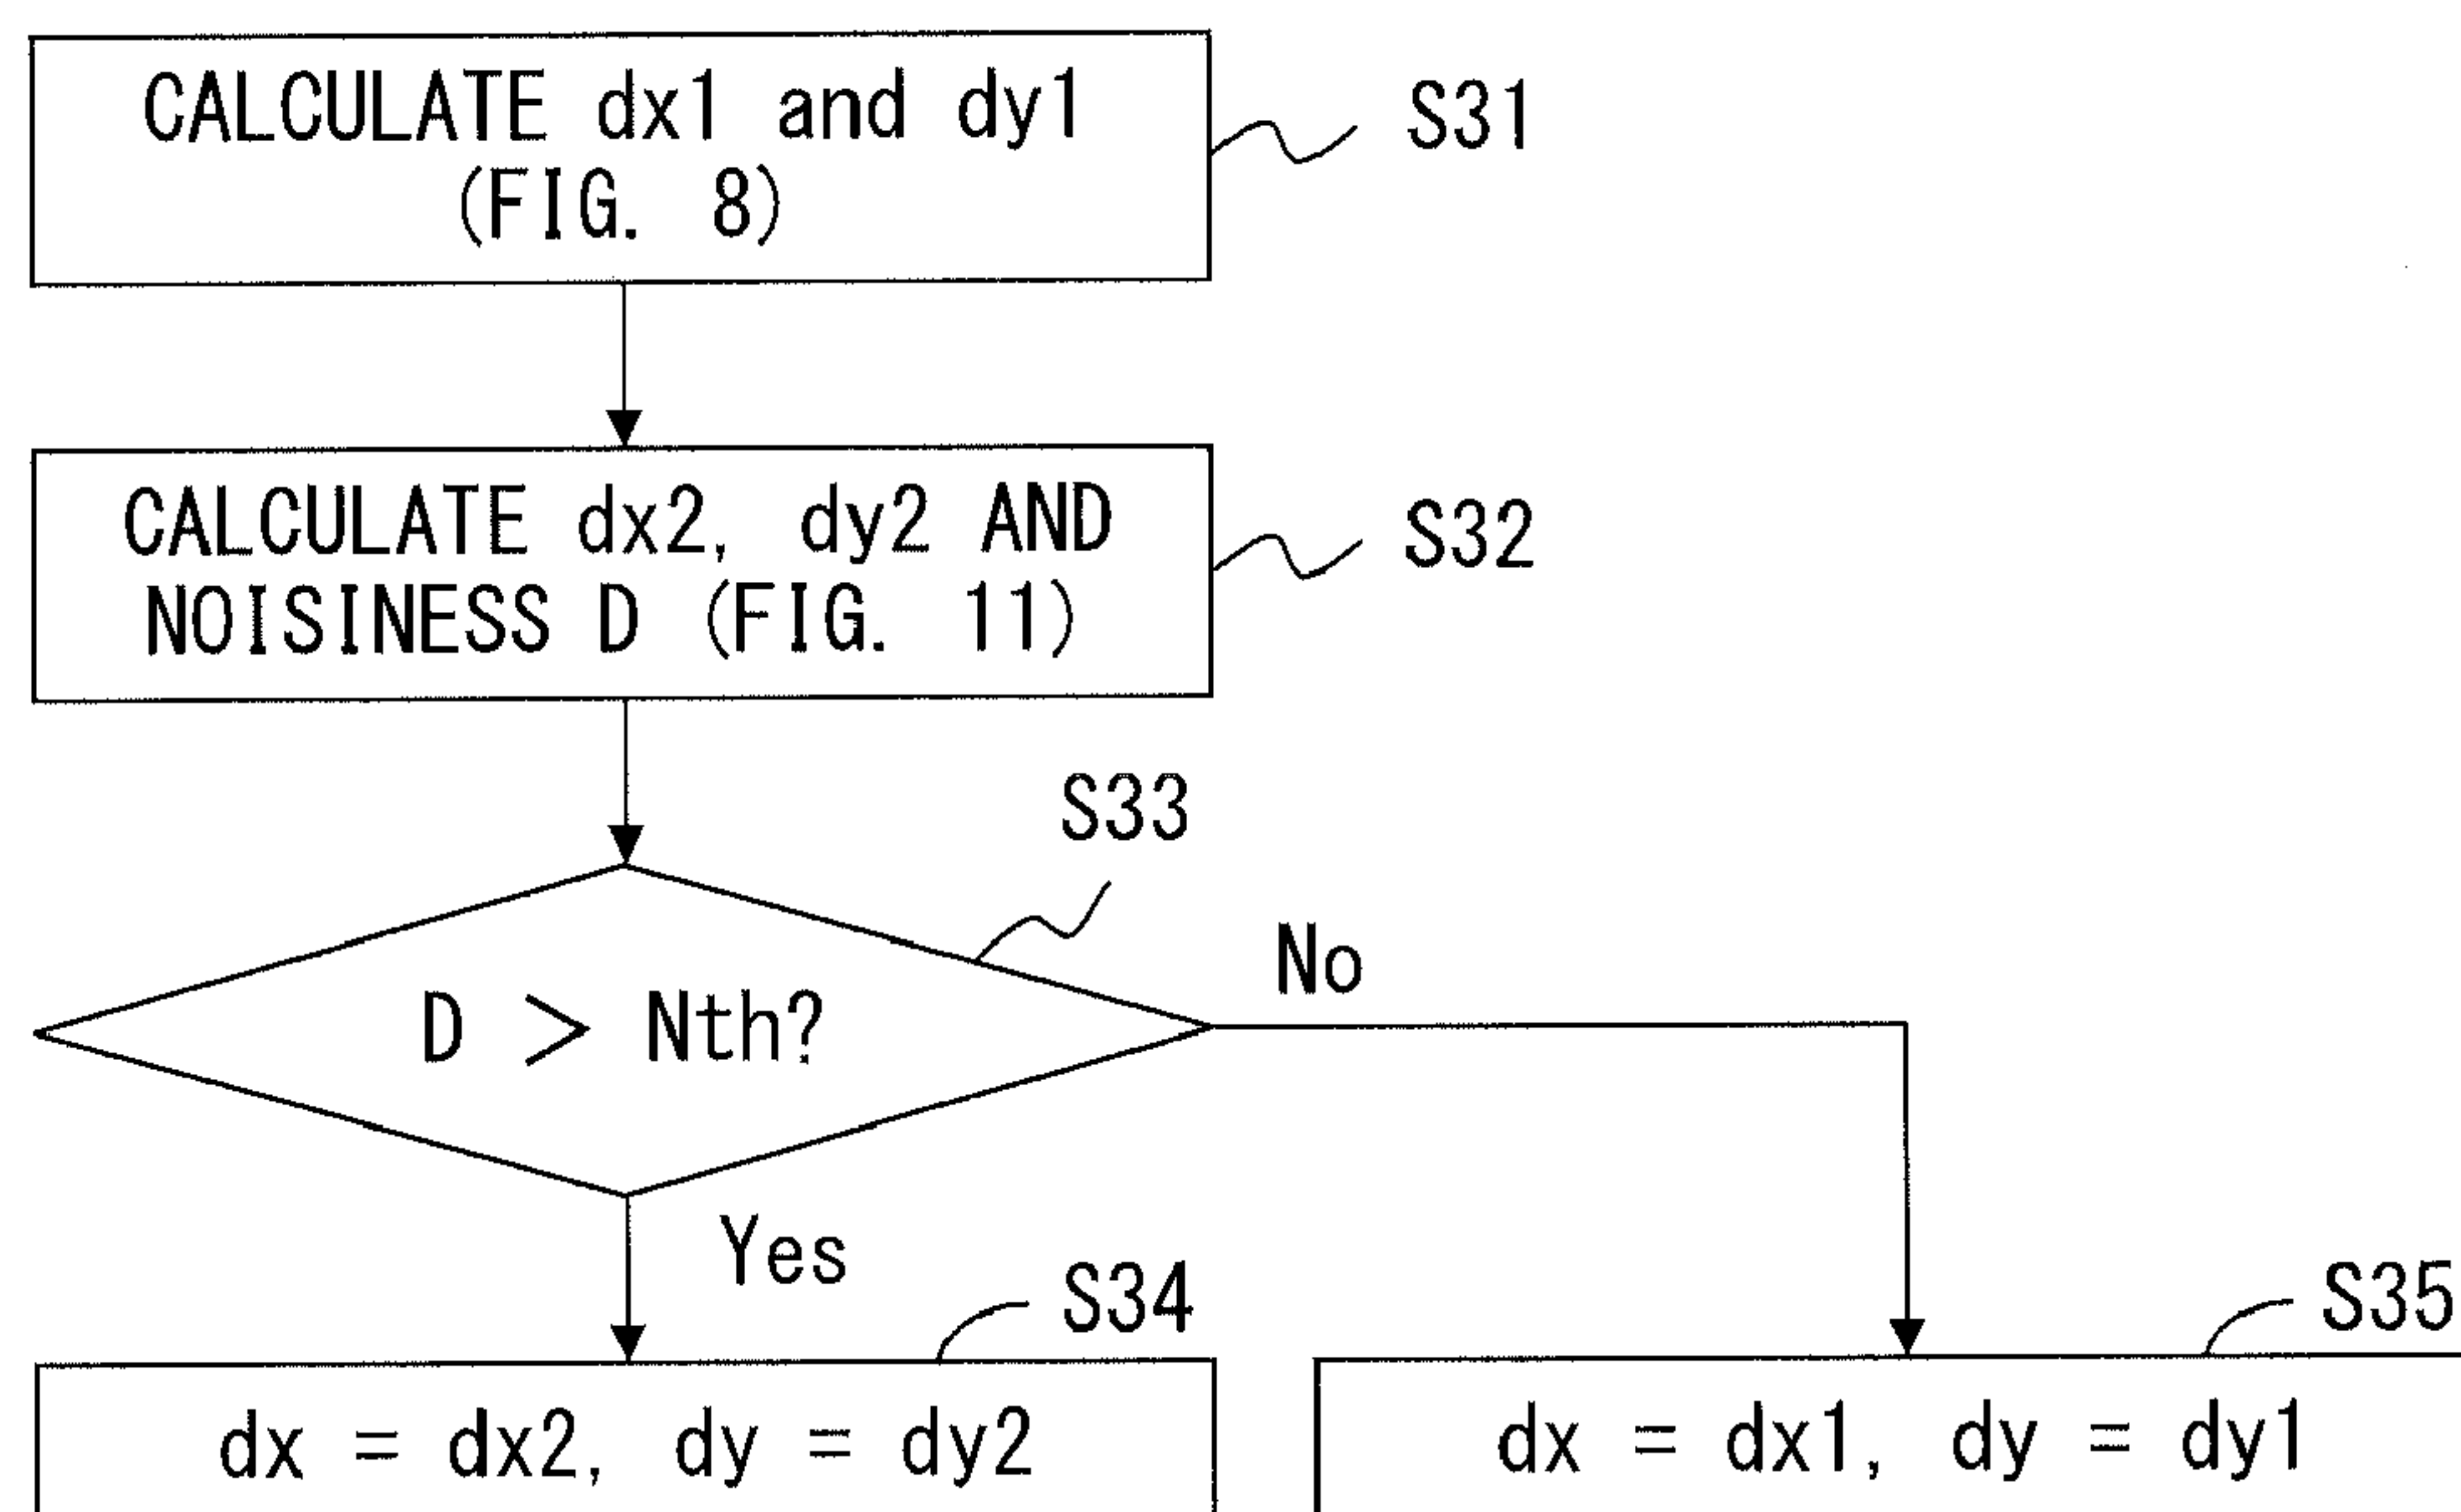 CALCULATE dx1 and dy1
(FIG. 8)
S31
CALCULATE dx2, dy2 AND
NOISINESS D (FIG. 11)
S32
S33
D > Nth?
No
Yes
S34
S35
dx = dx2, dy = dy2
dx = dx1, dy = dy1